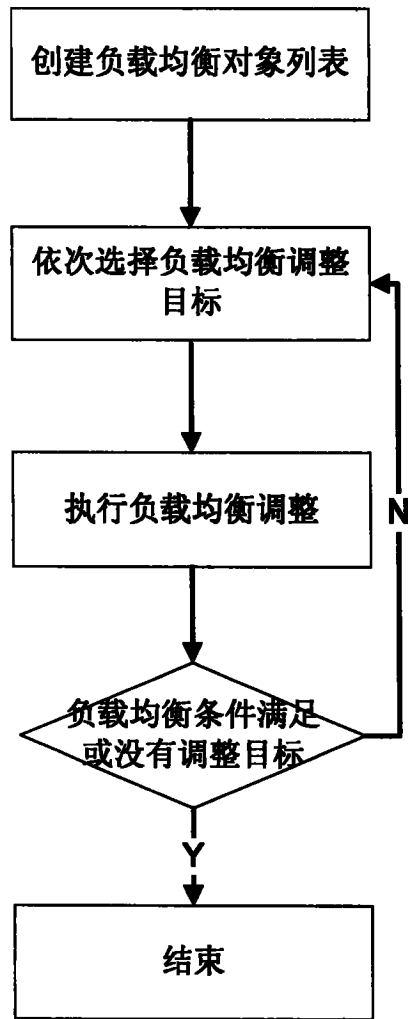 创建负载均衡对象列表
依次选择负载均衡调整
目标
执行负载均衡调整
N
负载均衡条件满足
或没有调整目标
Y
结束